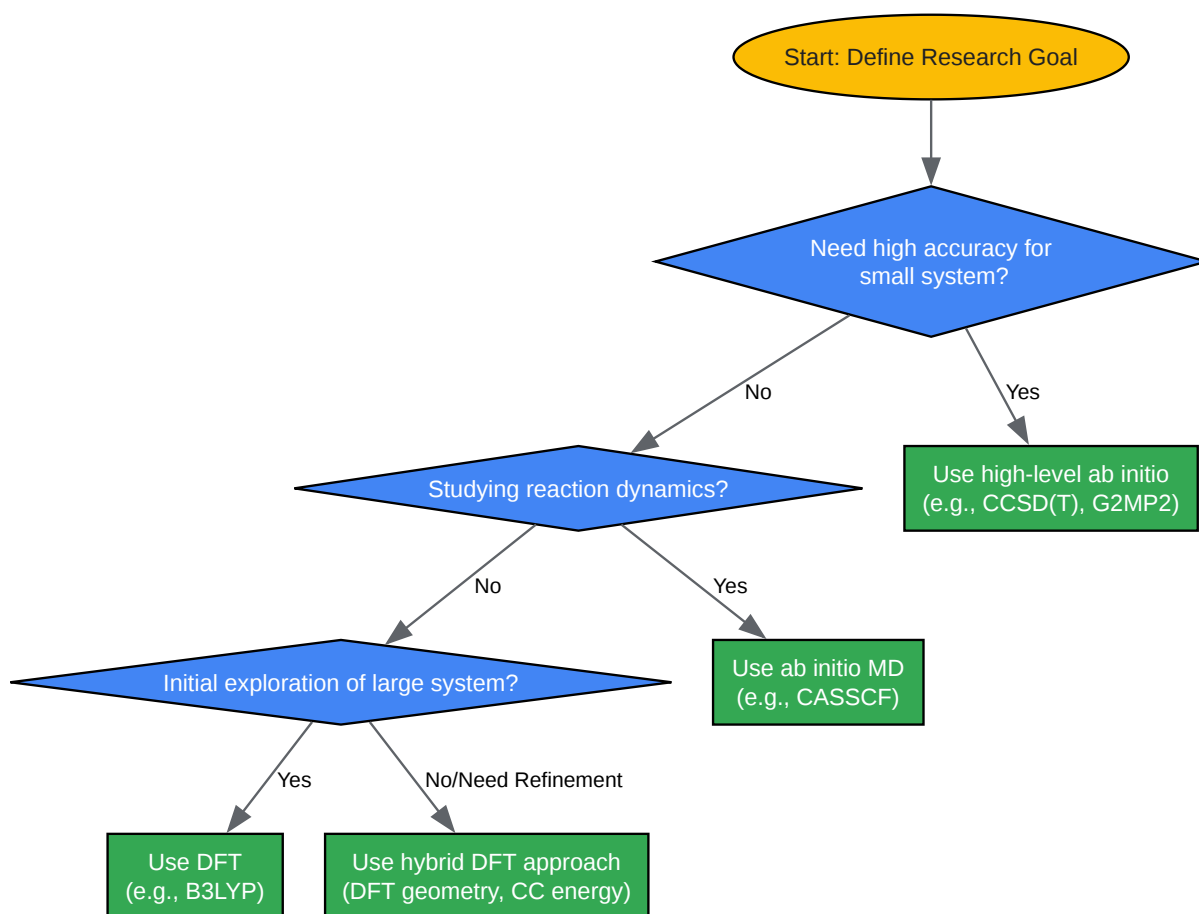 Start: Define Research Goal
Need high accuracy for
small system?
No
Yes
Studying reaction dynamics?
Use high-level ab initio
(e.g., CCSD(T), G2MP2)
No
Yes
Initial exploration of large system?
Use ab initio MD
(e.g., CASSCF)
Yes
No/Need Refinement
Use DFT
(e.g., B3LYP)
Use hybrid DFT approach
(DFT geometry, CC energy)